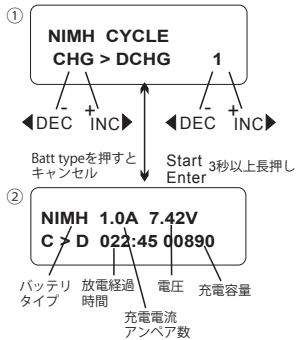 ①
NIMH CYCLE
CHG > DCHG 1
- + - +
◀DEC INC▶ ◀DEC INC▶
Batt typeを押すと
キャンセル
Start
Enter 3秒以上長押し
②
NIMH 1.0A 7.42V
C > D 022:45 00890
バッテリ
タイプ
放電経過
時間
電圧
充電容量
充電電流
アンペア数